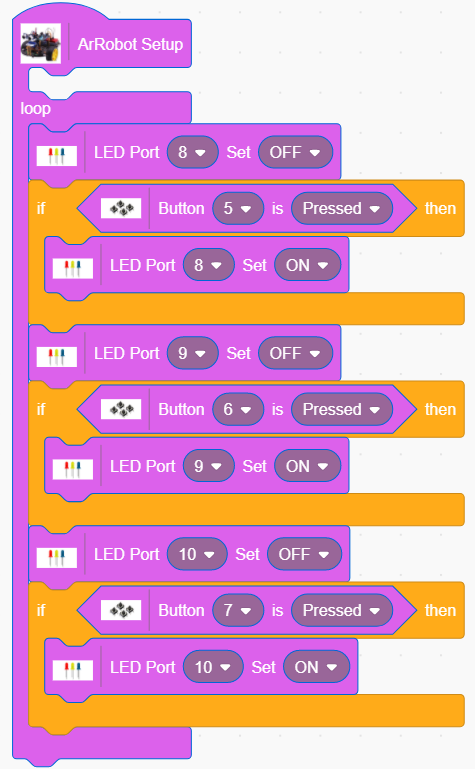 ArRobot Setup
loop
LED Port 8 Set OFF
if Button 5 is Pressed then
LED Port 8 Set ON
LED Port 9 Set OFF
if Button 6 is Pressed then
LED Port 9 Set ON
LED Port 10 Set OFF
if Button 7 is Pressed then
LED Port 10 Set ON